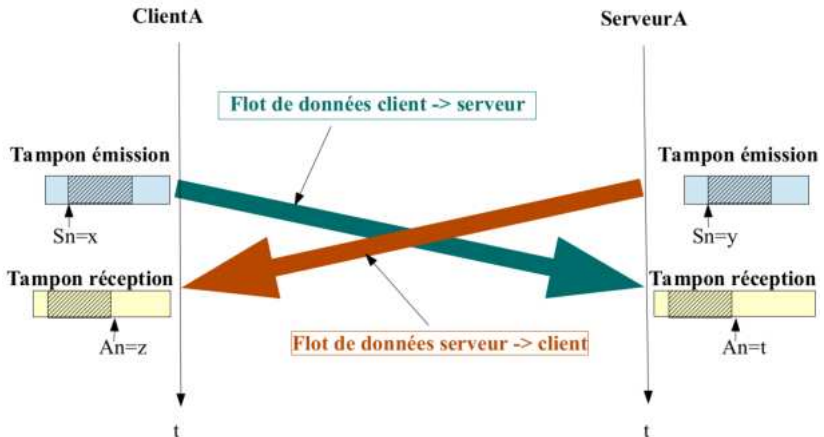 ClientA
ServeurA
Flot de données client -> serveur
Tampon émission
Tampon émission
Sn=x
Sn=y
Tampon réception
Tampon réception
An=z
Flot de données serveur -> client
An=t
t
t